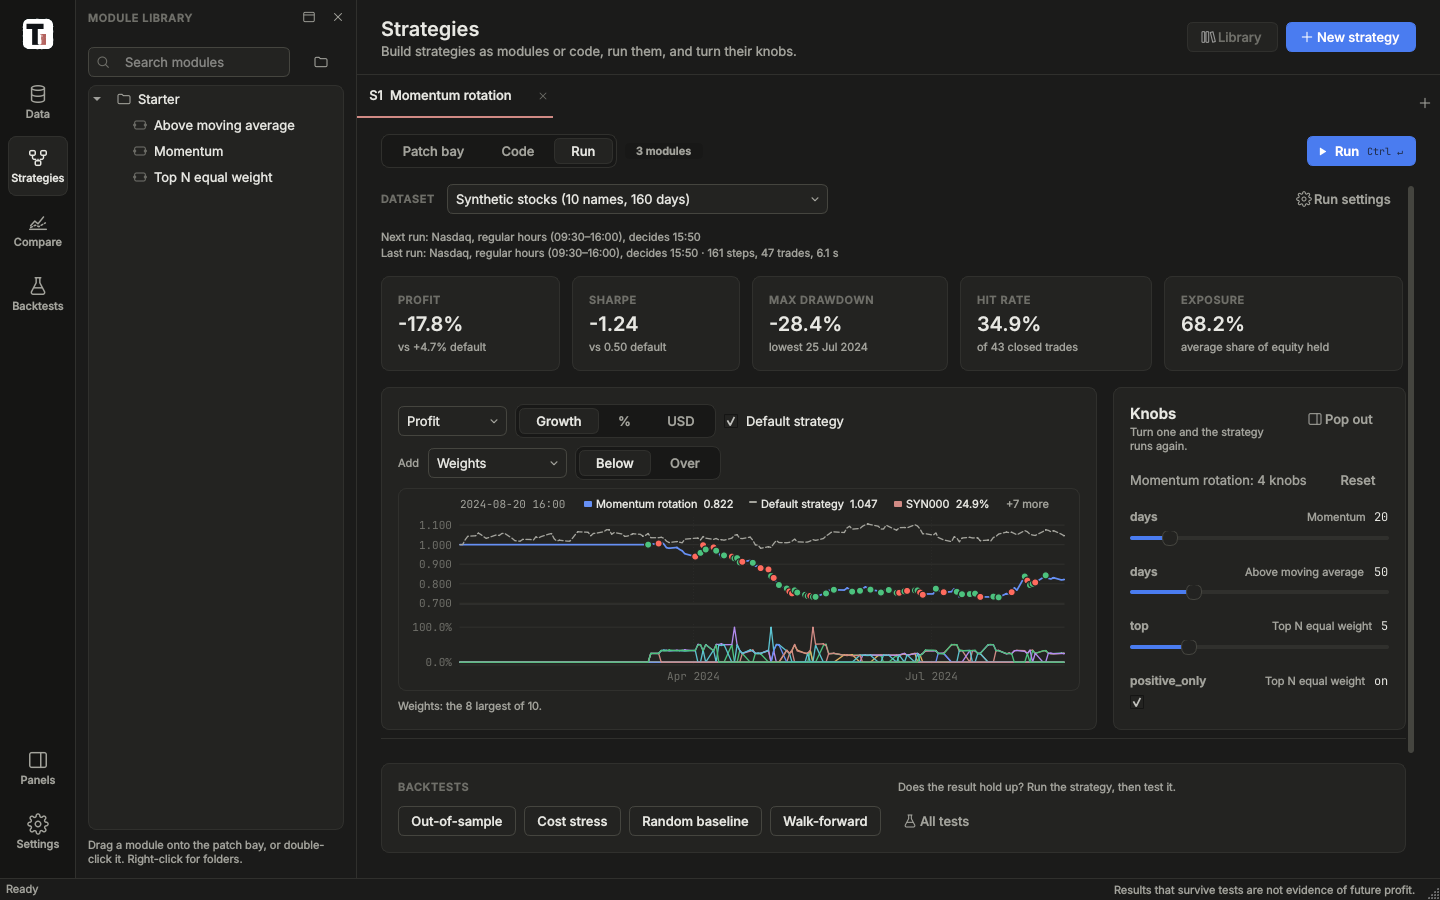 MODULE LIBRARY
Search modules
Starter
Above moving average
Momentum
Top N equal weight
Drag a module onto the patch bay, or double-
click it. Right-click for folders.
T
Data
Strategies
Compare
Backtests
Panels
Settings
Ready
Strategies
Build strategies as modules or code, run them, and turn their knobs.
Library
+ New strategy
S1 Momentum rotation
Patch bay
Code
Run
3 modules
Run Ctrl ↵
DATASET
Synthetic stocks (10 names, 160 days)
Run settings
Next run: Nasdaq, regular hours (09:30–16:00), decides 15:50
Last run: Nasdaq, regular hours (09:30–16:00), decides 15:50 · 161 steps, 47 trades, 6.1 s
PROFIT
-17.8%
vs +4.7% default
SHARPE
-1.24
vs 0.50 default
MAX DRAWDOWN
-28.4%
lowest 25 Jul 2024
HIT RATE
34.9%
of 43 closed trades
EXPOSURE
68.2%
average share of equity held
Profit
Growth
%
USD
Default strategy
Add
Weights
Below
Over
2024-08-20 16:00 Momentum rotation 0.822 Default strategy 1.047 SYN000 24.9% +7 more
1.100
1.000
0.900
0.800
0.700
100.0%
0.0%
Apr 2024
Jul 2024
Weights: the 8 largest of 10.
Knobs
Turn one and the strategy
runs again.
Pop out
Momentum rotation: 4 knobs
Reset
days Momentum 20
days Above moving average 50
top Top N equal weight 5
positive_only Top N equal weight on
BACKTESTS
Does the result hold up? Run the strategy, then test it.
Out-of-sample
Cost stress
Random baseline
Walk-forward
All tests
Results that survive tests are not evidence of future profit.